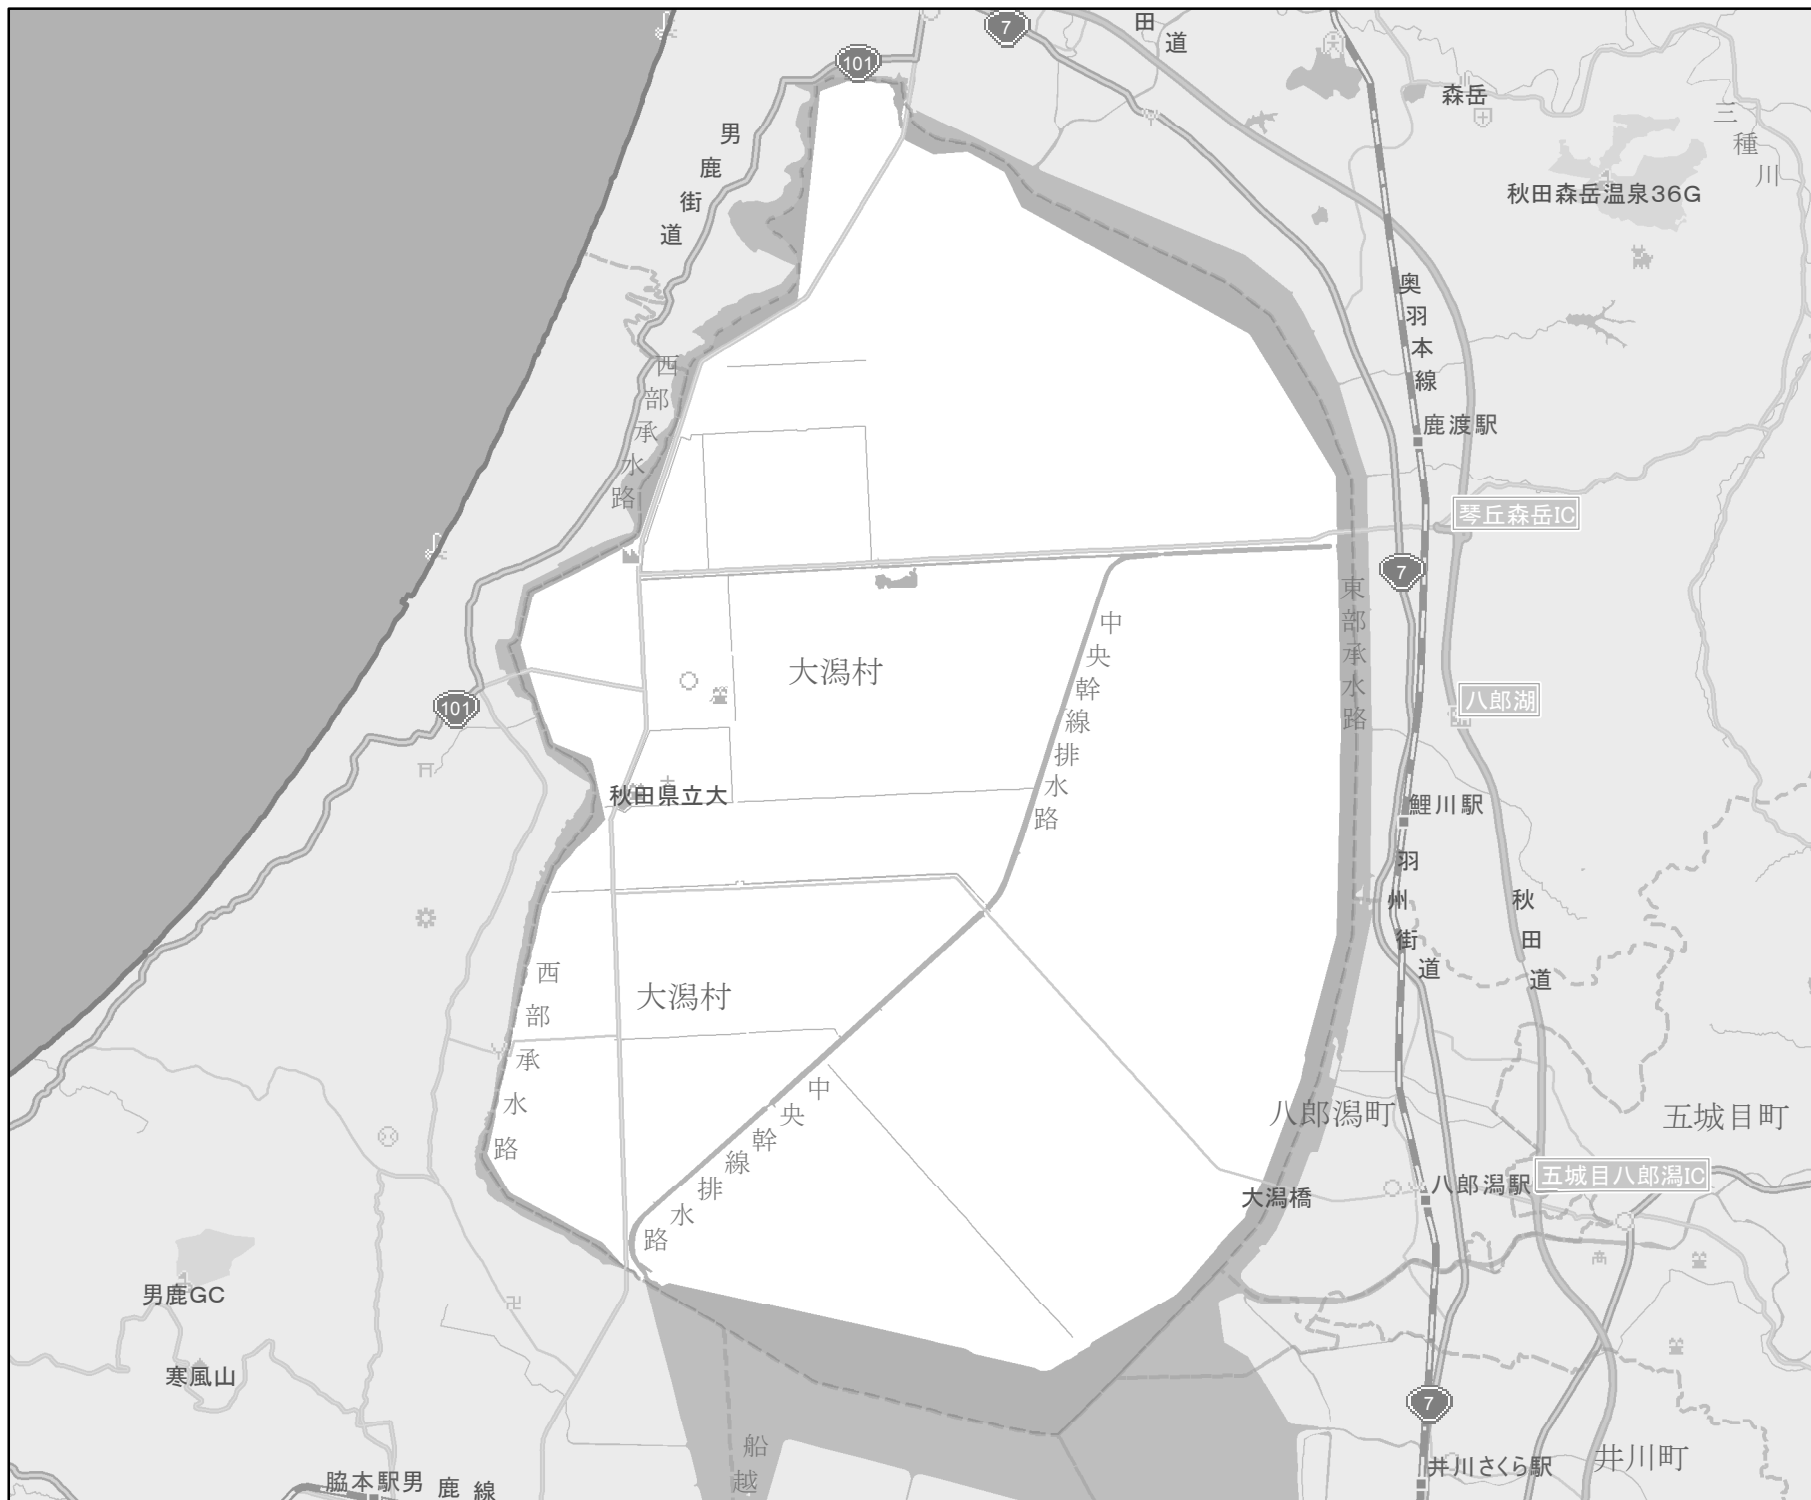 7
田道
101
森岳
三種川
男鹿街道
秋田森岳温泉36G
奥羽本線
西部承水路
鹿渡駅
琴丘森岳IC
7
東部承水路
中央幹線排水路
大潟村
八郎湖
101
秋田県立大
鯉川駅
羽州街道
秋田道
西部承水路
大潟村
中央幹線排水路
八郎潟町
五城目町
五城目八郎潟IC
八郎潟駅
大潟橋
男鹿GC
寒風山
7
船越
井川町
井川さくら駅
脇本駅男鹿線